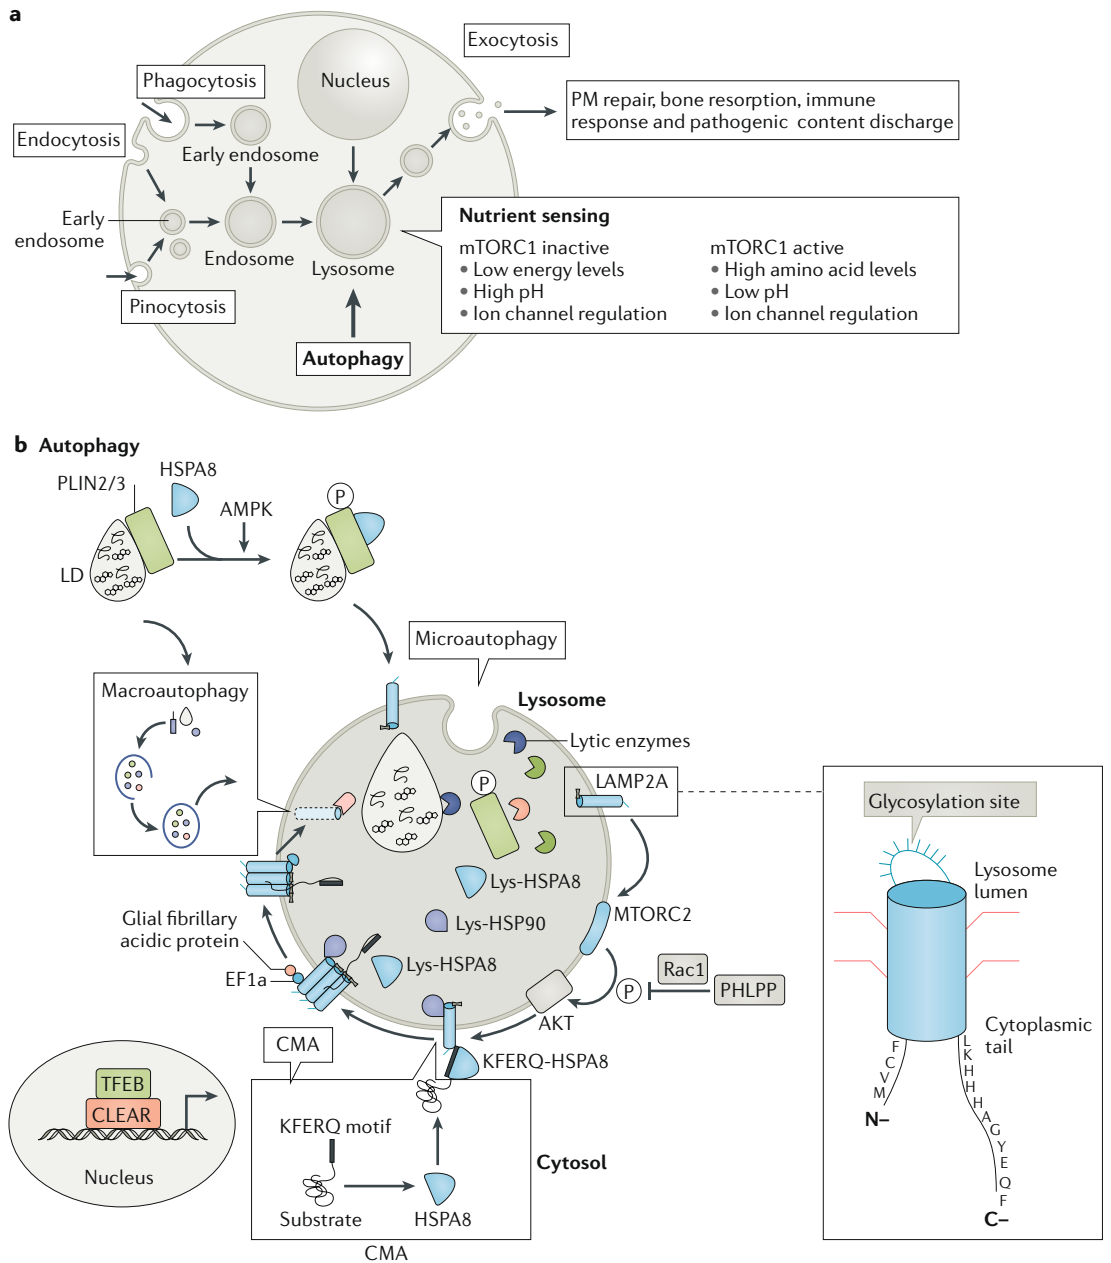 a
Exocytosis
Phagocytosis
Nucleus
PM repair, bone resorption, immune
response and pathogenic content discharge
Endocytosis
Early endosome
Nutrient sensing
Early
endosome
mTORC1 inactive
• Low energy levels
• High pH
• Ion channel regulation
mTORC1 active
• High amino acid levels
• Low pH
• Ion channel regulation
Endosome
Lysosome
Pinocytosis
Autophagy
b Autophagy
HSPA8
PLIN2/3
P
AMPK
LD
Microautophagy
Macroautophagy
Lysosome
Lytic enzymes
P
LAMP2A
Glycosylation site
Lysosome
lumen
Lys-HSPA8
MTORC2
Lys-HSP90
Glial fibrillary
acidic protein
Lys-HSPA8
EF1a
Rac1
P
PHLPP
AKT
CMA
KFERQ-HSPA8
Cytoplasmic
tail
F
C
V
M
N–
L
K
H
H
H
H
A
G
Y
E
Q
F
C–
TFEB
CLEAR
Nucleus
KFERQ motif
Cytosol
Substrate
HSPA8
CMA